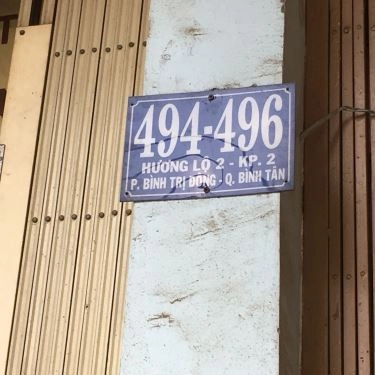 494-496
HƯƠNG LỘ 2 - KP. 2
P. BÌNH TRỊ ĐÔNG - Q. BÌNH TÂN